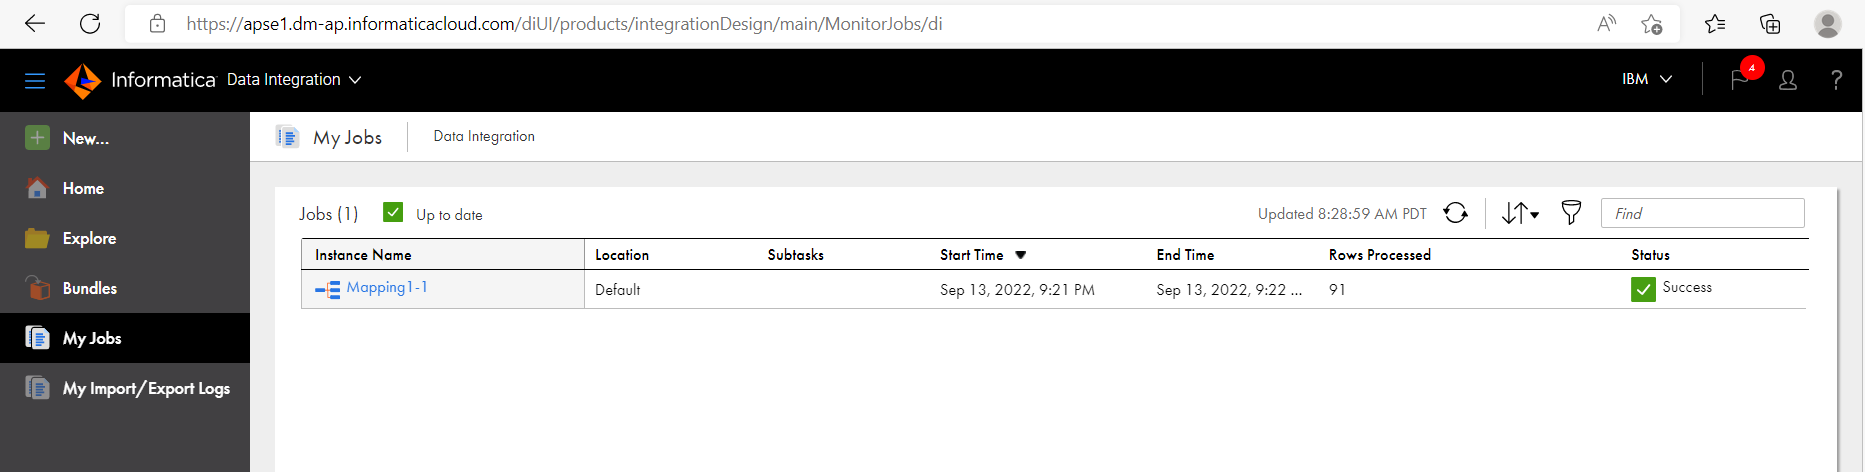 https://apse1.dm-ap.informaticacloud.com/diUI/products/integrationDesign/main/MonitorJobs/di
Informatica Data Integration IBM 4 ?
New...
Home
Explore
Bundles
My Jobs
My Import/Export Logs
My Jobs Data Integration
Jobs (1) Up to date Updated 8:28:59 AM PDT Find
Instance Name Location Subtasks Start Time End Time Rows Processed Status
Mapping1-1 Default Sep 13, 2022, 9:21 PM Sep 13, 2022, 9:22 ... 91 Success